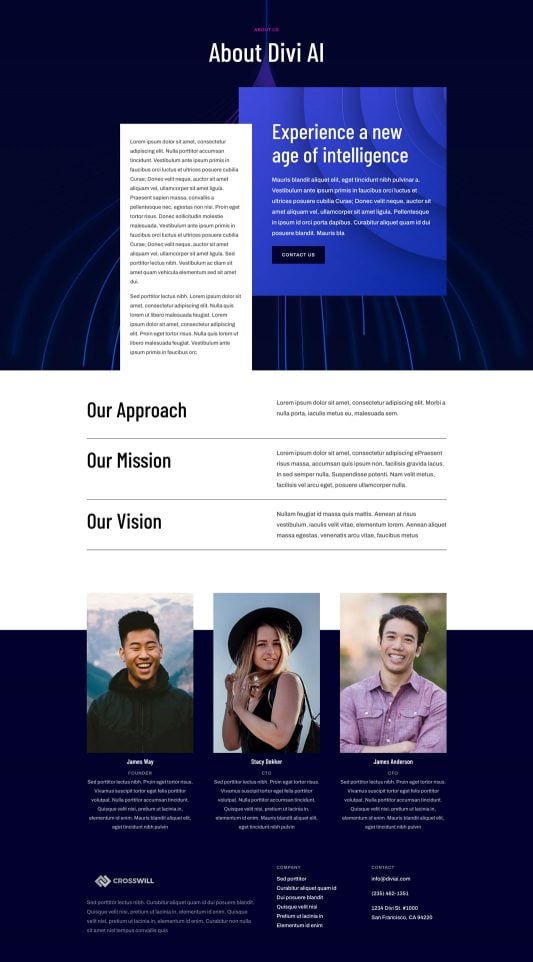 ABOUT US
About Divi AI
Experience a new
age of intelligence
Mauris blandit aliquet elit, eget tincidunt nibh pulvinar a.
Vestibulum ante ipsum primis in faucibus orci luctus et
ultrices posuere cubilia Curae; Donec velit neque, auctor sit
amet aliquam vel, ullamcorper sit amet ligula. Pellentesque
in ipsum id orci porta dapibus. Curabitur aliquet quam id dui
posuere blandit. Mauris bla
CONTACT US
Lorem ipsum dolor sit amet, consectetur
adipiscing elit. Nulla porttitor accumsan
tincidunt. Vestibulum ante ipsum primis in
faucibus orci luctus et ultrices posuere cubilia
Curae; Donec velit neque, auctor sit amet
aliquam vel, ullamcorper sit amet ligula.
Praesent sapien massa, convallis a
pellentesque nec, egestas non nisi. Proin eget
tortor risus. Donec sollicitudin molestie
malesuada. Vestibulum ante ipsum primis in
faucibus orci luctus et ultrices posuere cubilia
Curae; Donec velit neque, auctor sit amet
aliquam vel, ullamcorper sit amet ligula. Sed
porttitor lectus nibh. Vestibulum ac diam sit
amet quam vehicula elementum sed sit amet
dui.
Sed porttitor lectus nibh. Lorem ipsum dolor sit
amet, consectetur adipiscing elit. Nulla quis
lorem ut libero malesuada feugiat. Lorem
ipsum dolor sit amet, consectetur adipiscing
elit. Proin eget tortor risus. Nulla quis lorem ut
libero malesuada feugiat. Vestibulum ante
ipsum primis in faucibus orc
Our Approach
Lorem ipsum dolor sit amet, consectetur adipiscing elit. Morbi a
nulla porta, iaculis metus eu, malesuada sem.
Our Mission
Lorem ipsum dolor sit amet, consectetur adipiscing ePraesent
risus massa, accumsan quis ipsum non, facilisis gravida lacus.
In sed semper nulla. Suspendisse potenti. Nam velit metus,
facilisis vel arcu eget, posuere ullamcorper nulla.
Our Vision
Nullam feugiat id massa quis mattis. Aenean at risus
vestibulum, iaculis velit vitae, elementum lorem. Aenean aliquet
massa egestas, venenatis arcu vitae, faucibus metus
James Way
FOUNDER
Sed porttitor lectus nibh. Proin eget tortor risus.
Vivamus suscipit tortor eget felis porttitor
volutpat. Nulla porttitor accumsan tincidunt.
Quisque velit nisi, pretium ut lacinia in,
elementum id enim. Mauris blandit aliquet elit,
eget tincidunt nibh pulvin
Stacy Dekker
CTO
Sed porttitor lectus nibh. Proin eget tortor risus.
Vivamus suscipit tortor eget felis porttitor
volutpat. Nulla porttitor accumsan tincidunt.
Quisque velit nisi, pretium ut lacinia in,
elementum id enim. Mauris blandit aliquet elit,
eget tincidunt nibh pulvin
James Anderson
CFO
Sed porttitor lectus nibh. Proin eget tortor risus.
Vivamus suscipit tortor eget felis porttitor
volutpat. Nulla porttitor accumsan tincidunt.
Quisque velit nisi, pretium ut lacinia in,
elementum id enim. Mauris blandit aliquet elit,
eget tincidunt nibh pulvin
CROSSWILL
Sed porttitor lectus nibh. Curabitur aliquet quam id dui posuere blandit.
Quisque velit nisi, pretium ut lacinia in, elementum id enim. Quisque
velit nisi, pretium ut lacinia in, elementum id enim. Curabitur non nulla
sit amet nisl tempus convallis quis
COMPANY
Sed porttitor
Curabitur aliquet quam id
Dui posuere blandit
Quisque velit nisi
Pretium ut lacinia in
Elementum id enim
CONTACT
info@diviai.com
(235) 462-1351
1234 Divi St. #1000
San Francisco, CA 94220